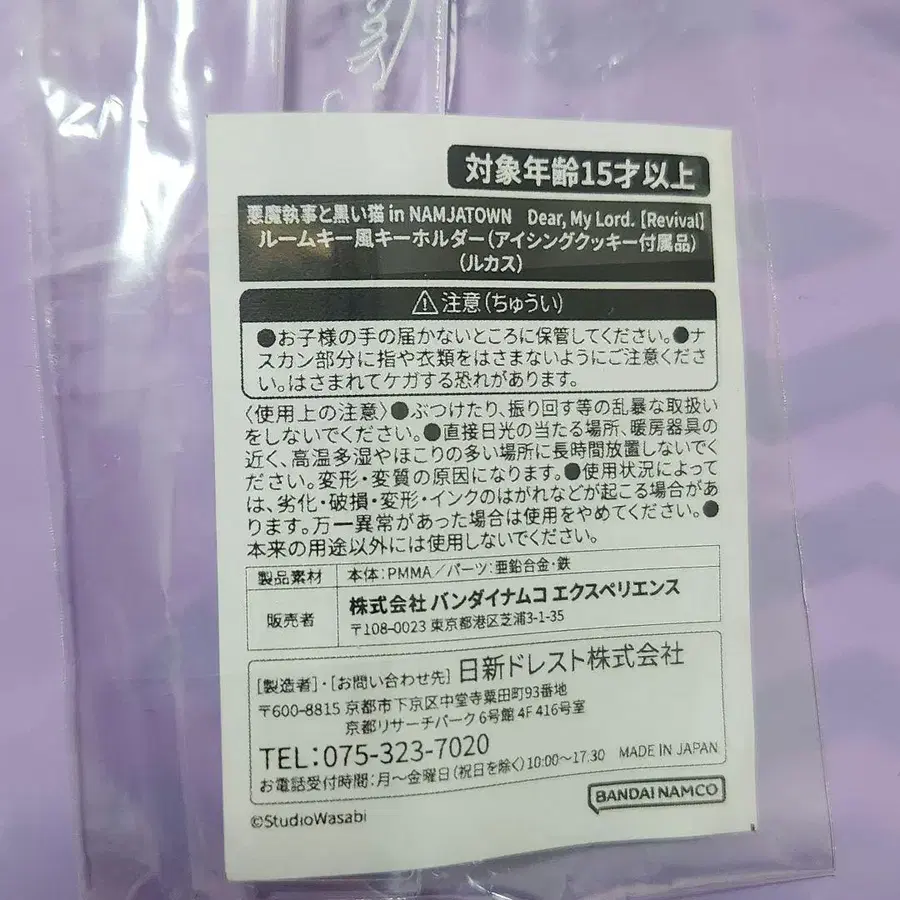 対象年齢15才以上
悪魔執事と黒い猫 in NAMJATOWN Dear, My Lord.【Revival】
ルームキー風キーホルダー(アイシングクッキー付属品)
(ルカス)
⚠注意(ちゅうい)
●お子様の手の届かないところに保管してください。●ナ
スカン部分に指や衣類をはさまないようにご注意くださ
い。はさまれてケガする恐れがあります。
〈使用上の注意〉●ぶつけたり、振り回す等の乱暴な取扱い
をしないでください。●直接日光の当たる場所、暖房器具の
近く、高温多湿やほこりの多い場所に長時間放置しないでく
ださい。変形・変質の原因になります。●使用状況によって
は、劣化・破損・変形・インクのはがれなどが起こる場合があ
ります。万一異常があった場合は使用をやめてください。●
本来の用途以外には使用しないでください。
製品素材 本体:PMMA/パーツ:亜鉛合金・鉄
販売者 株式会社 バンダイナムコ エクスペリエンス
〒108-0023 東京都港区芝浦3-1-35
[製造者]・[お問い合わせ先] 日新ドレスト株式会社
〒600-8815 京都市下京区中堂寺粟田町93番地
京都リサーチパーク6号館 4F 416号室
TEL:075-323-7020
お電話受付時間:月～金曜日(祝日を除く)10:00～17:30 MADE IN JAPAN
BANDAI NAMCO
©StudioWasabi